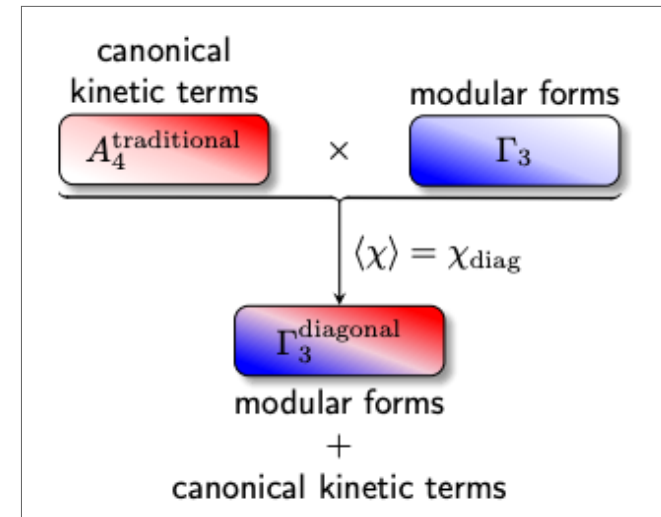 canonical
kinetic terms
modular forms
A_4^traditional × Γ_3
⟨χ⟩ = χ_diag
Γ_3^diagonal
modular forms
+
canonical kinetic terms